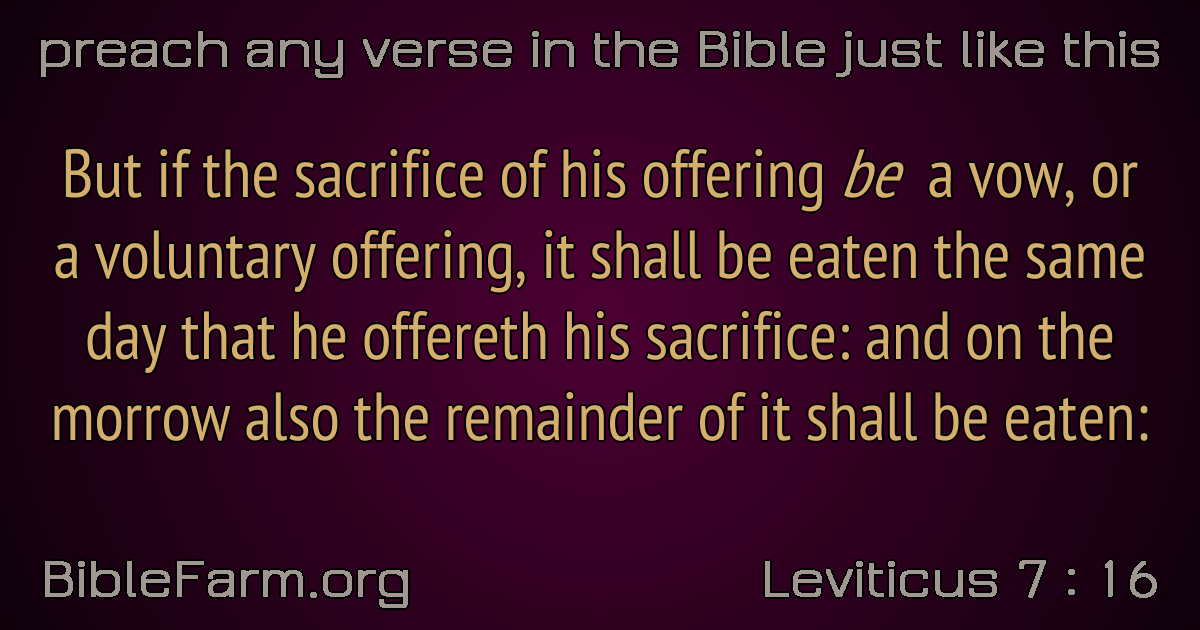 preach any verse in the Bible just like this
But if the sacrifice of his offering be a vow, or
a voluntary offering, it shall be eaten the same
day that he offereth his sacrifice: and on the
morrow also the remainder of it shall be eaten:
BibleFarm.org
Leviticus 7 : 16